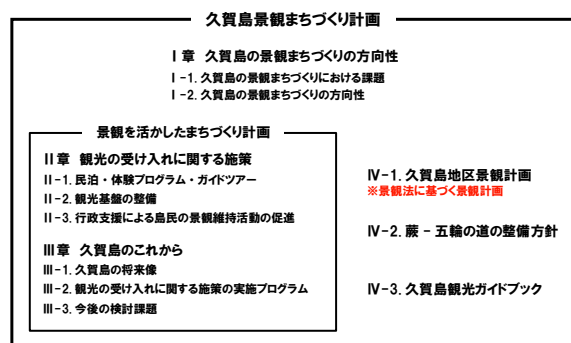 久賀島景観まちづくり計画
Ⅰ章 久賀島の景観まちづくりの方向性
Ⅰ-1. 久賀島の景観まちづくりにおける課題
Ⅰ-2. 久賀島の景観まちづくりの方向性
景観を活かしたまちづくり計画
Ⅱ章 観光の受け入れに関する施策
Ⅱ-1. 民泊・体験プログラム・ガイドツアー
Ⅱ-2. 観光基盤の整備
Ⅱ-3. 行政支援による島民の景観維持活動の促進
Ⅲ章 久賀島のこれから
Ⅲ-1. 久賀島の将来像
Ⅲ-2. 観光の受け入れに関する施策の実施プログラム
Ⅲ-3. 今後の検討課題
Ⅳ-1. 久賀島地区景観計画
※景観法に基づく景観計画
Ⅳ-2. 蕨 - 五輪の道の整備方針
Ⅳ-3. 久賀島観光ガイドブック